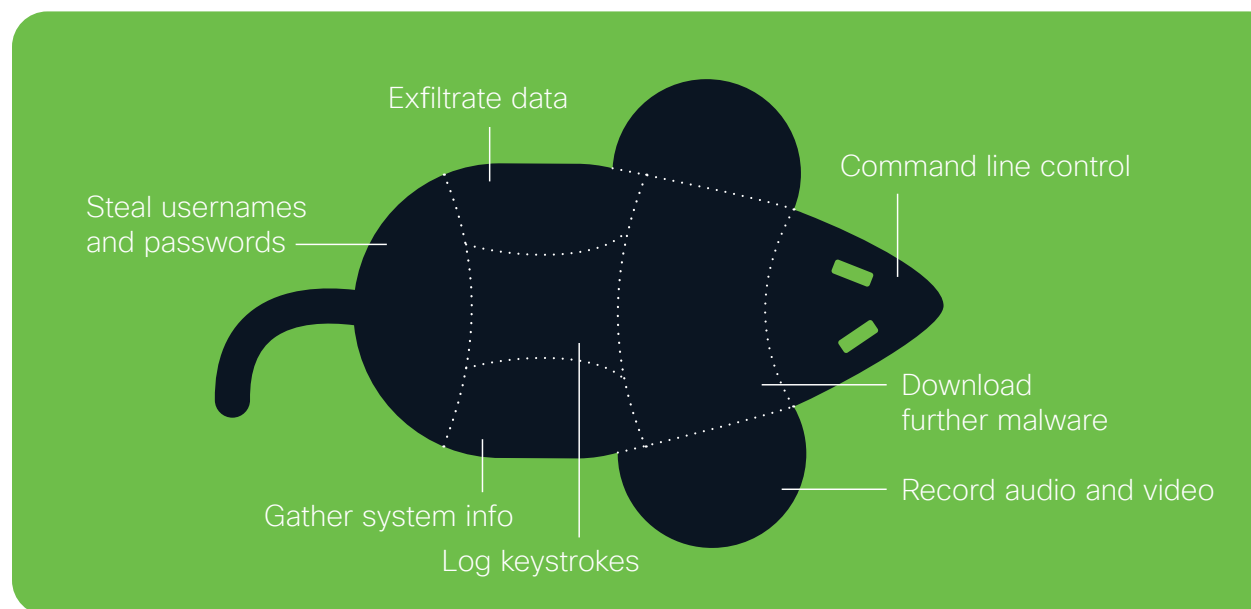 Exfiltrate data
Command line control
Steal usernames
and passwords
Download
further malware
Record audio and video
Gather system info
Log keystrokes